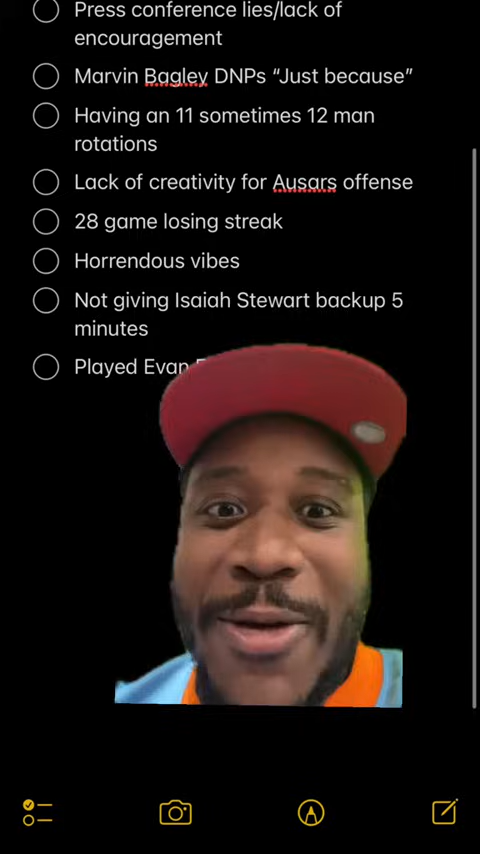 Press conference lies/lack of
encouragement
Marvin Bagley DNPs “Just because”
Having an 11 sometimes 12 man
rotations
Lack of creativity for Ausars offense
28 game losing streak
Horrendous vibes
Not giving Isaiah Stewart backup 5
minutes
Played Evan